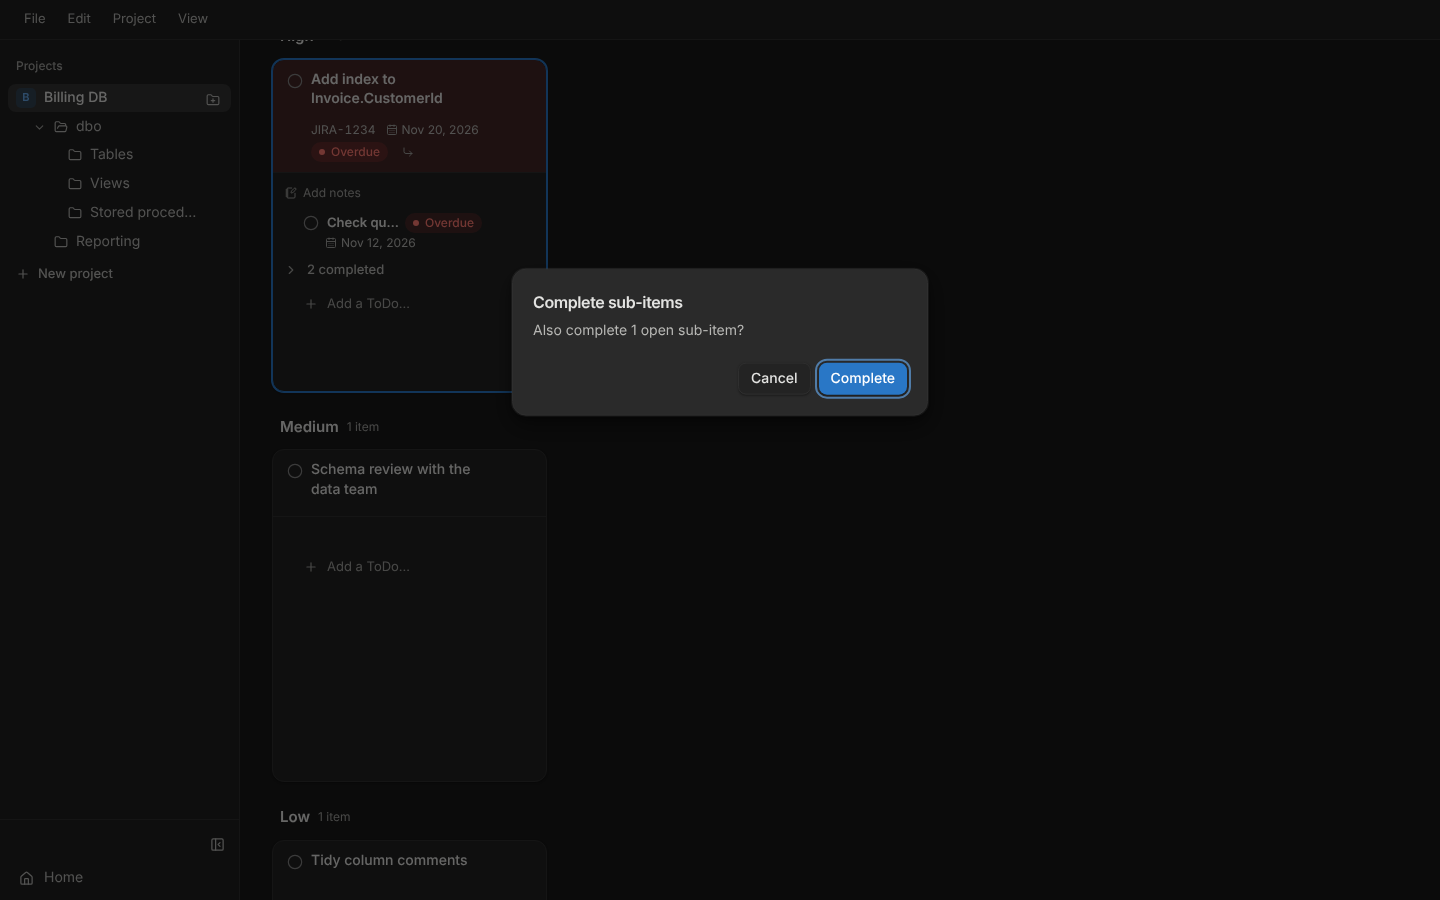 File Edit Project View
Projects
B Billing DB
dbo
Tables
Views
Stored proced...
Reporting
New project
Home
Add index to
Invoice.CustomerId
JIRA-1234 Nov 20, 2026
Overdue
Add notes
Check qu... Overdue
Nov 12, 2026
2 completed
Add a ToDo...
Complete sub-items
Also complete 1 open sub-item?
Cancel Complete
Medium 1 item
Schema review with the
data team
Add a ToDo...
Low 1 item
Tidy column comments